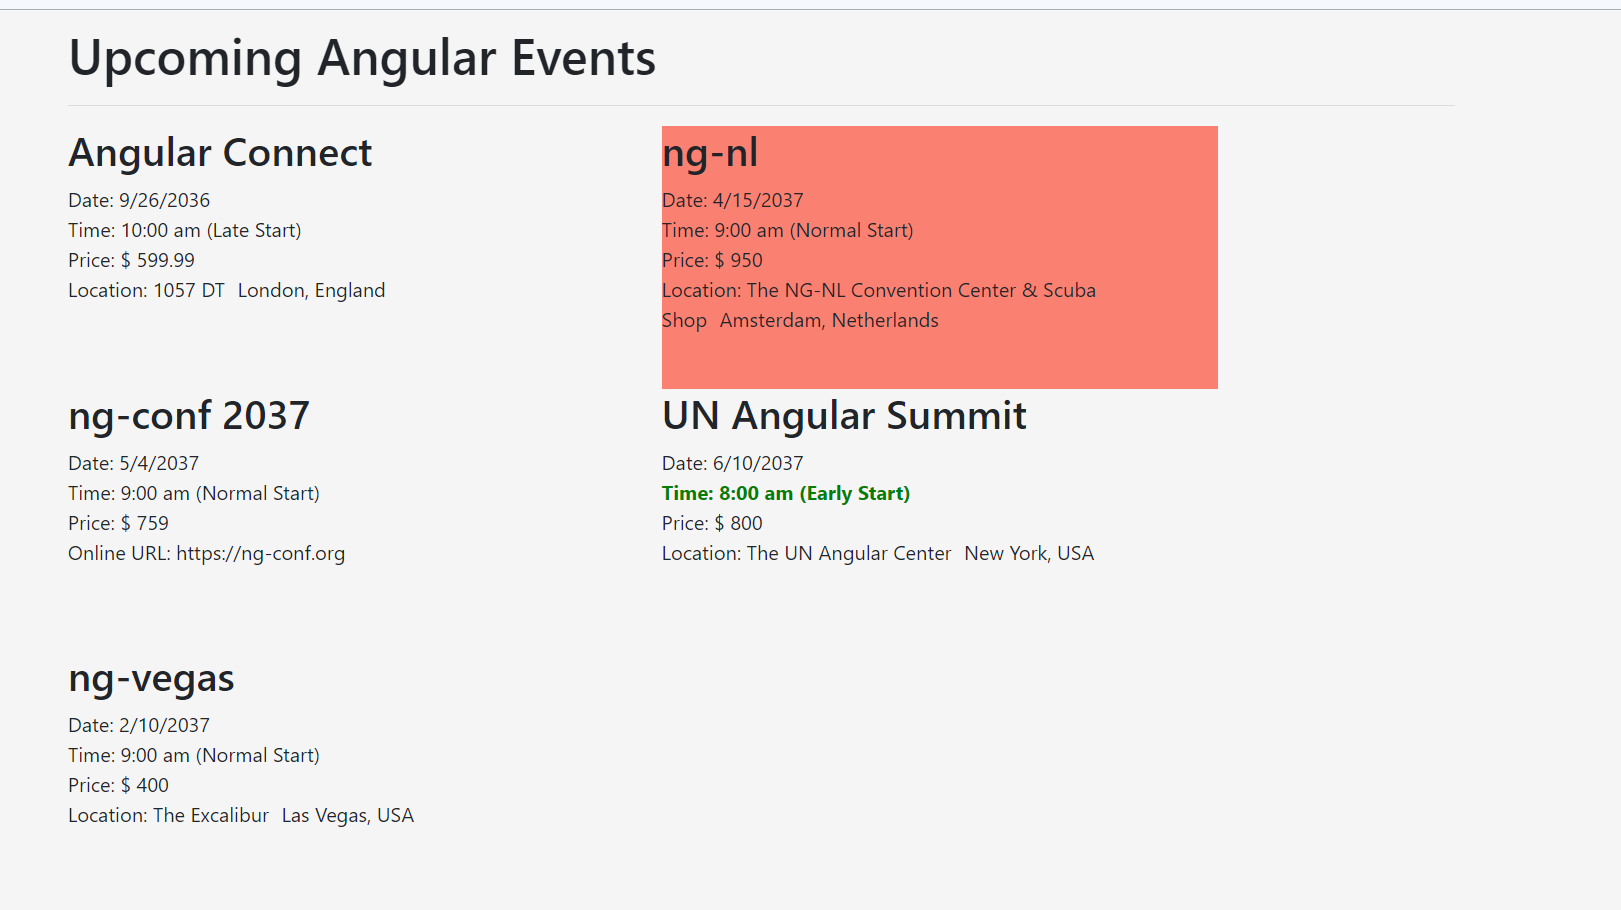 Upcoming Angular Events
Angular Connect
Date: 9/26/2036
Time: 10:00 am (Late Start)
Price: $ 599.99
Location: 1057 DT London, England
ng-nl
Date: 4/15/2037
Time: 9:00 am (Normal Start)
Price: $ 950
Location: The NG-NL Convention Center & Scuba
Shop Amsterdam, Netherlands
ng-conf 2037
Date: 5/4/2037
Time: 9:00 am (Normal Start)
Price: $ 759
Online URL: https://ng-conf.org
UN Angular Summit
Date: 6/10/2037
Time: 8:00 am (Early Start)
Price: $ 800
Location: The UN Angular Center New York, USA
ng-vegas
Date: 2/10/2037
Time: 9:00 am (Normal Start)
Price: $ 400
Location: The Excalibur Las Vegas, USA